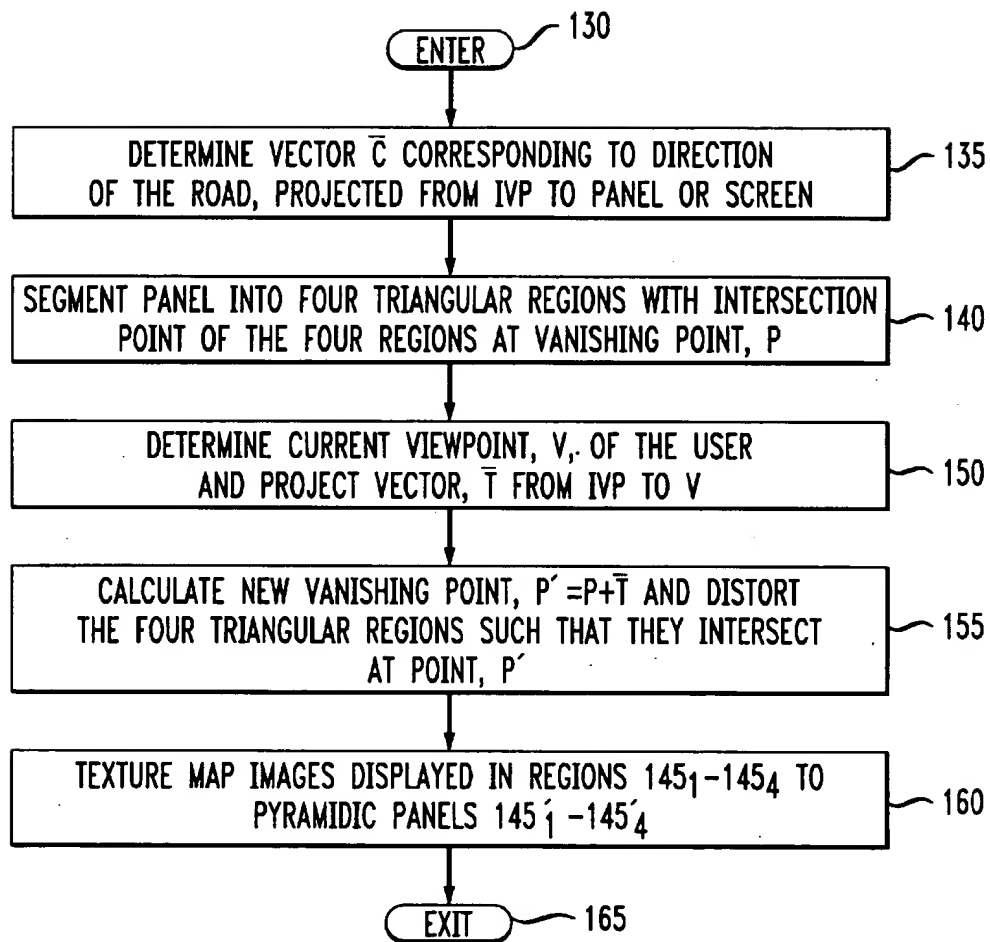 ENTER
130
DETERMINE VECTOR C̅ CORRESPONDING TO DIRECTION
OF THE ROAD, PROJECTED FROM IVP TO PANEL OR SCREEN
135
SEGMENT PANEL INTO FOUR TRIANGULAR REGIONS WITH INTERSECTION
POINT OF THE FOUR REGIONS AT VANISHING POINT, P
140
DETERMINE CURRENT VIEWPOINT, V, OF THE USER
AND PROJECT VECTOR, T̅ FROM IVP TO V
150
CALCULATE NEW VANISHING POINT, P´=P+T̅ AND DISTORT
THE FOUR TRIANGULAR REGIONS SUCH THAT THEY INTERSECT
AT POINT, P´
155
TEXTURE MAP IMAGES DISPLAYED IN REGIONS 145₁–145₄ TO
PYRAMIDIC PANELS 145´₁–145´₄
160
EXIT
165